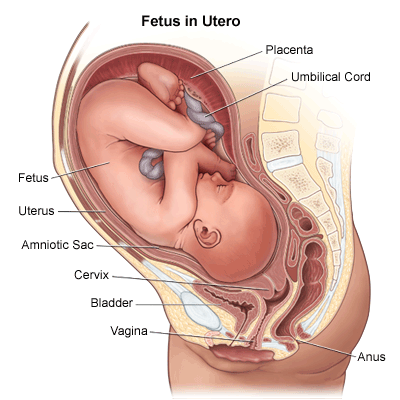 Fetus in Utero
Placenta
Umbilical Cord
Fetus
Uterus
Amniotic Sac
Cervix
Bladder
Vagina
Anus